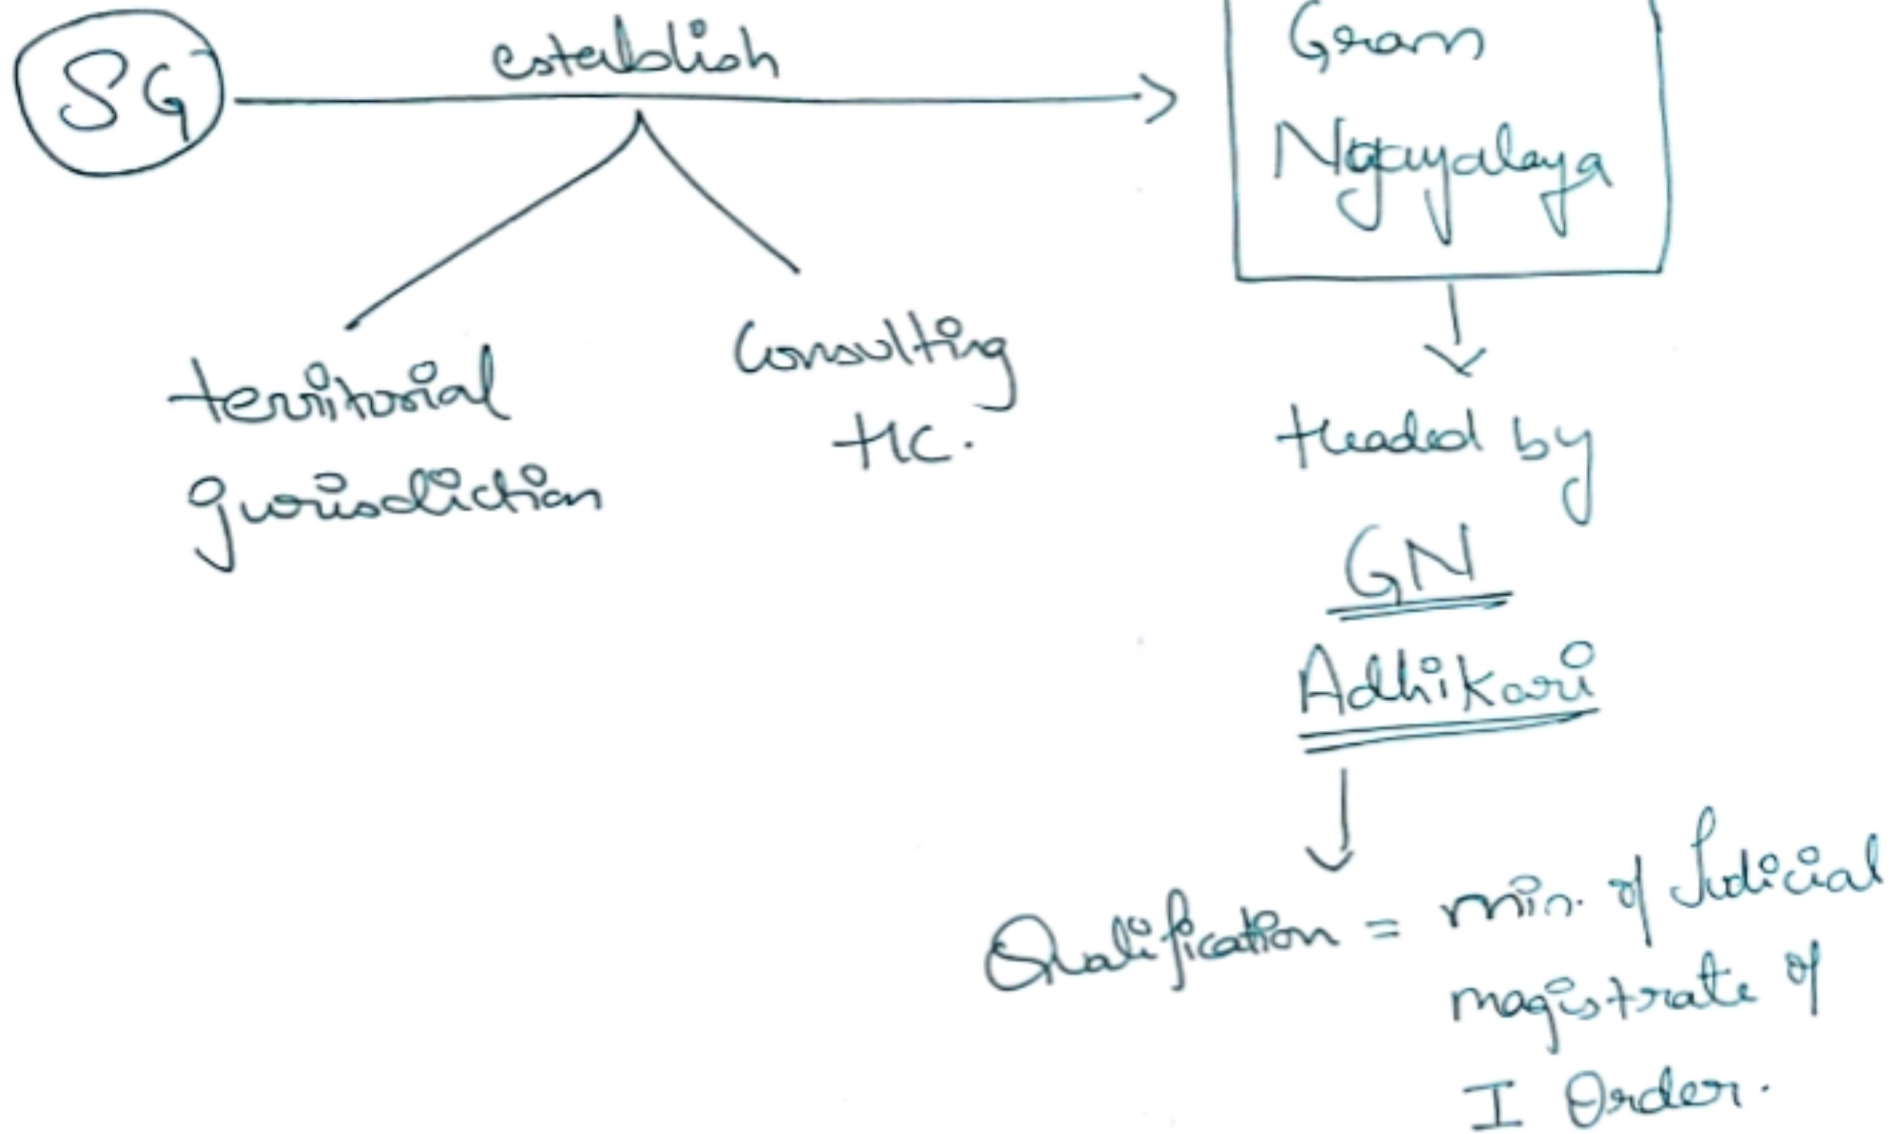 SG
establish
Gram
Nyayalaya
territorial
jurisdiction
Consulting
HC.
Headed by
GN
Adhikari
Qualification = min. of Judicial
magistrate of
I Order.